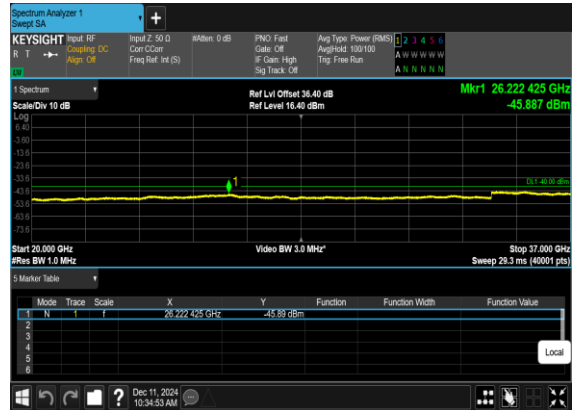 Spectrum Analyzer 1
Swept SA
+
KEYSIGHT Input: RF Input Z: 50 Ω #Atten: 0 dB PNO: Fast Avg Type: Power (RMS) 1 2 3 4 5 6
R T Coupling: DC Corr CCorr Gate: Off Avg|Hold: 100/100 A W W W W W
Align: Off Freq Ref: Int (S) IF Gain: High Trig: Free Run A N N N N N
Sig Track: Off
1 Spectrum Ref Lvl Offset 36.40 dB Mkr1 26.222 425 GHz
Scale/Div 10 dB Ref Level 16.40 dBm -45.887 dBm
Log
6.40
-3.60
-13.6
-23.6
-33.6
-43.6
-53.6
-63.6
-73.6
1
DL1 -40.00 dBm
Start 20.000 GHz Video BW 3.0 MHz* Stop 37.000 GHz
#Res BW 1.0 MHz Sweep 29.3 ms (40001 pts)
5 Marker Table
Mode Trace Scale X Y Function Function Width Function Value
1 N 1 f 26.222 425 GHz -45.89 dBm
2
3
4
5
6
Local
? Dec 11, 2024
10:34:53 AM